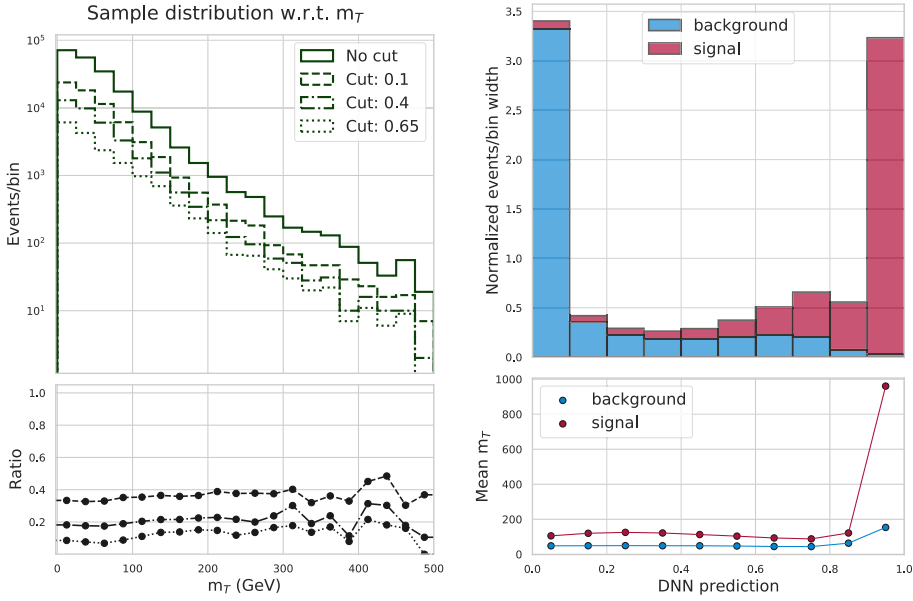 Sample distribution w.r.t. m_T
Events/bin
10^5
10^4
10^3
10^2
10^1
No cut
Cut: 0.1
Cut: 0.4
Cut: 0.65
Ratio
1.0
0.8
0.6
0.4
0.2
0 100 200 300 400 500
m_T (GeV)
Normalized events/bin width
3.5
3.0
2.5
2.0
1.5
1.0
0.5
0.0
background
signal
Mean m_T
1000
800
600
400
200
0
background
signal
0.0 0.2 0.4 0.6 0.8 1.0
DNN prediction